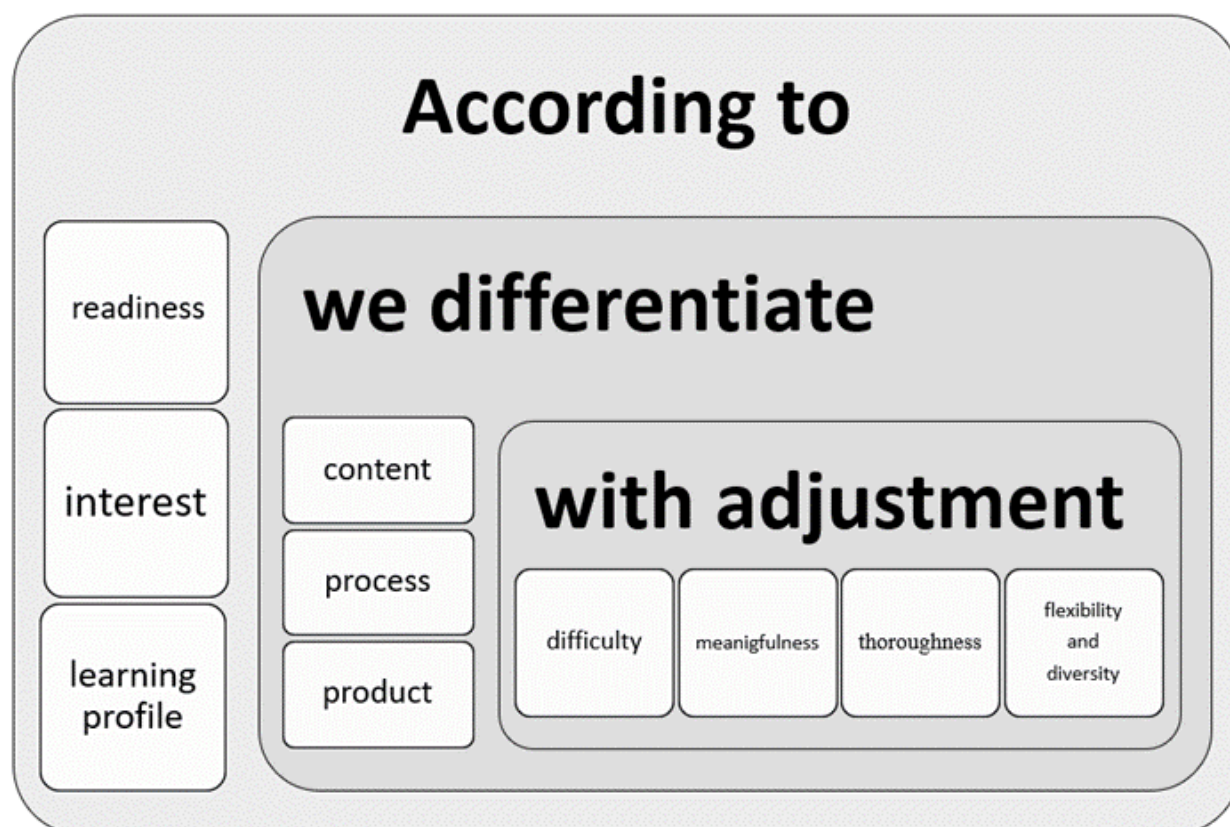 According to
readiness
interest
learning
profile
we differentiate
content
process
product
with adjustment
difficulty
meanigfulness
thoroughness
flexibility
and
diversity